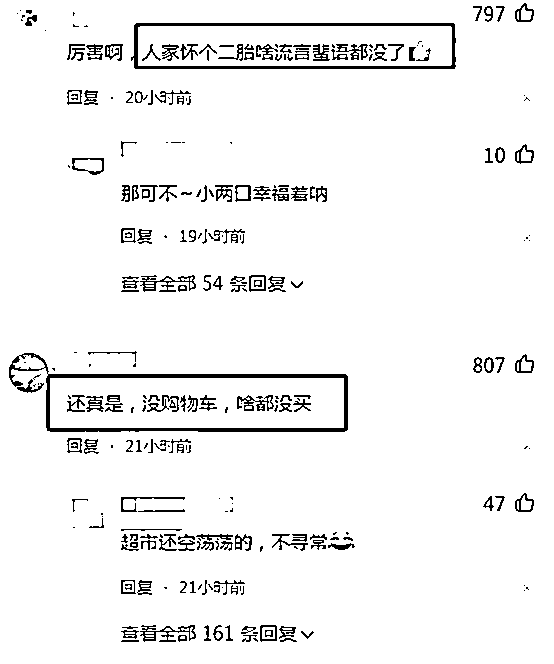 797
厉害啊，人家怀个二胎啥流言蜚语都没了
回复 · 20小时前
10
那可不～小两口幸福着呐
回复 · 19小时前
查看全部 54 条回复
807
还真是，没购物车，啥都没买
回复 · 21小时前
47
超市还空荡荡的，不寻常
回复 · 21小时前
查看全部 161 条回复